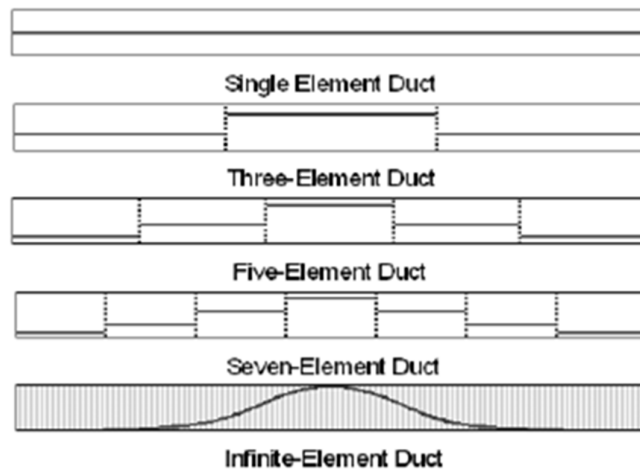 Single Element Duct
Three-Element Duct
Five-Element Duct
Seven-Element Duct
Infinite-Element Duct